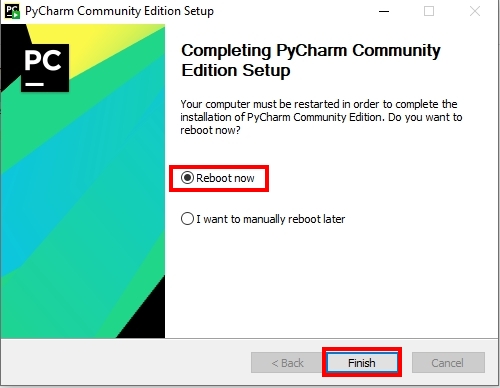 PyCharm Community Edition Setup
PC
Completing PyCharm Community
Edition Setup
Your computer must be restarted in order to complete the
installation of PyCharm Community Edition. Do you want to
reboot now?
Reboot now
I want to manually reboot later
< Back
Finish
Cancel